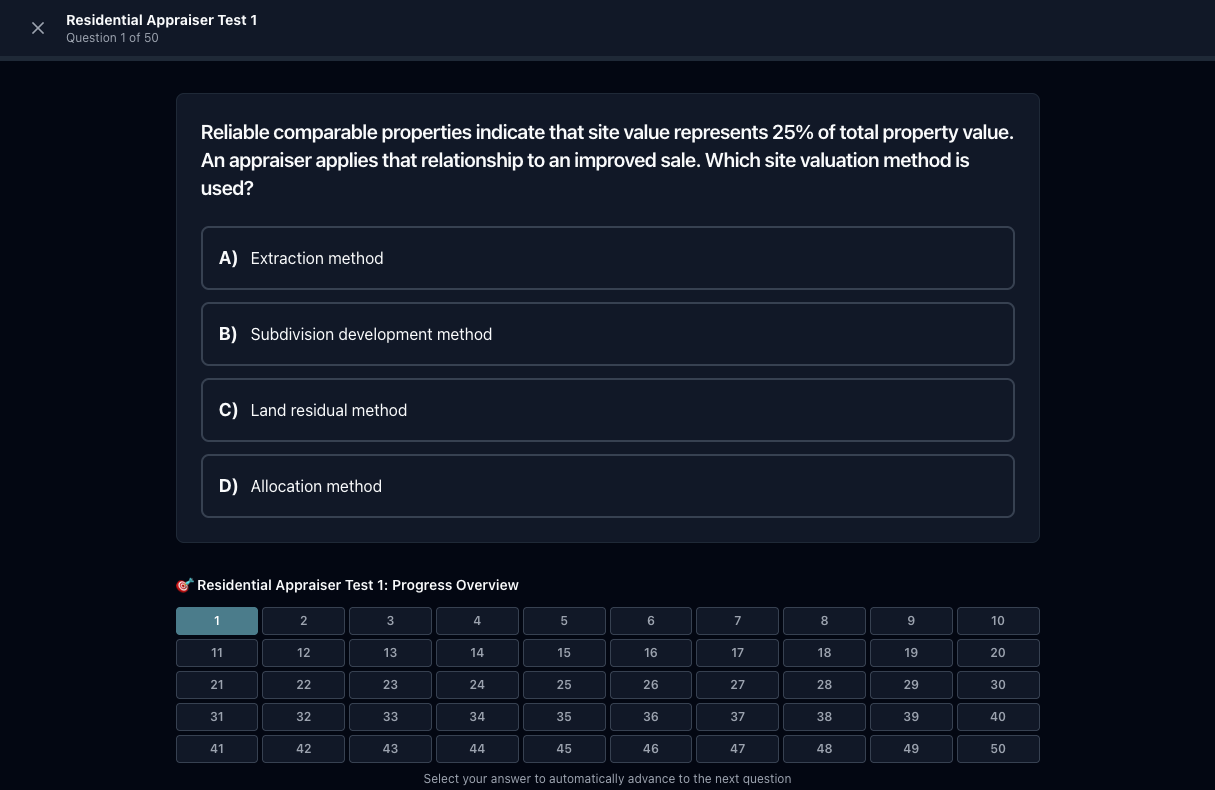 Residential Appraiser Test 1
Question 1 of 50
Reliable comparable properties indicate that site value represents 25% of total property value.
An appraiser applies that relationship to an improved sale. Which site valuation method is
used?
A) Extraction method
B) Subdivision development method
C) Land residual method
D) Allocation method
🎯 Residential Appraiser Test 1: Progress Overview
1 2 3 4 5 6 7 8 9 10
11 12 13 14 15 16 17 18 19 20
21 22 23 24 25 26 27 28 29 30
31 32 33 34 35 36 37 38 39 40
41 42 43 44 45 46 47 48 49 50
Select your answer to automatically advance to the next question